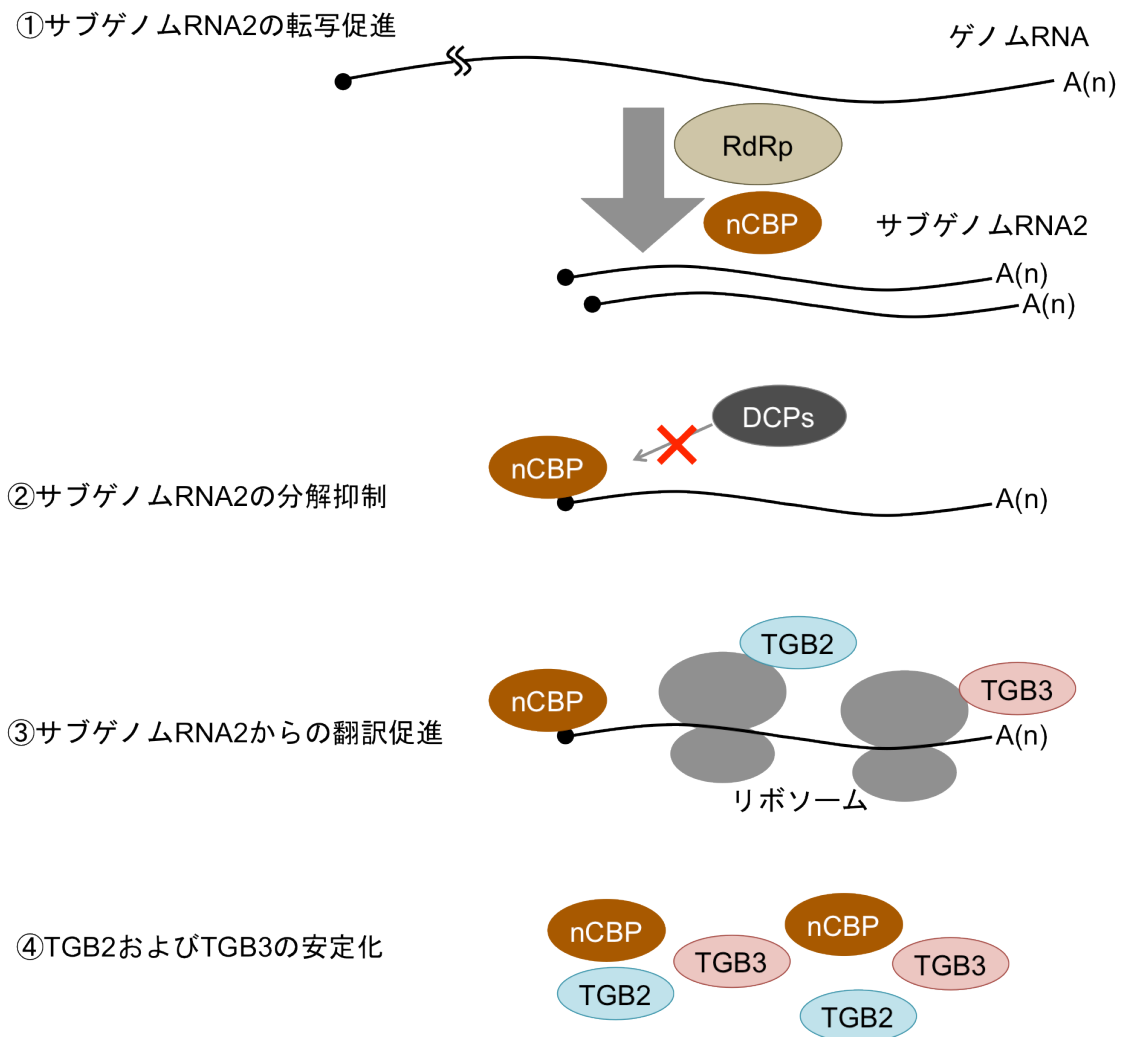 ①サブゲノムRNA2の転写促進
ゲノムRNA
A(n)
RdRp
nCBP
サブゲノムRNA2
A(n)
A(n)
DCPs
nCBP
②サブゲノムRNA2の分解抑制
A(n)
TGB2
TGB3
nCBP
③サブゲノムRNA2からの翻訳促進
A(n)
リボソーム
nCBP
nCBP
④TGB2およびTGB3の安定化
TGB3
TGB3
TGB2
TGB2